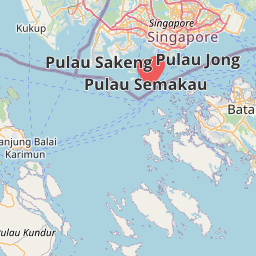 Singapore
Kukup
Singapore
Pulau Sakeng
Pulau Jong
Pulau Semakau
Bata
anjung Balai
Karimun
Pulau Kundur